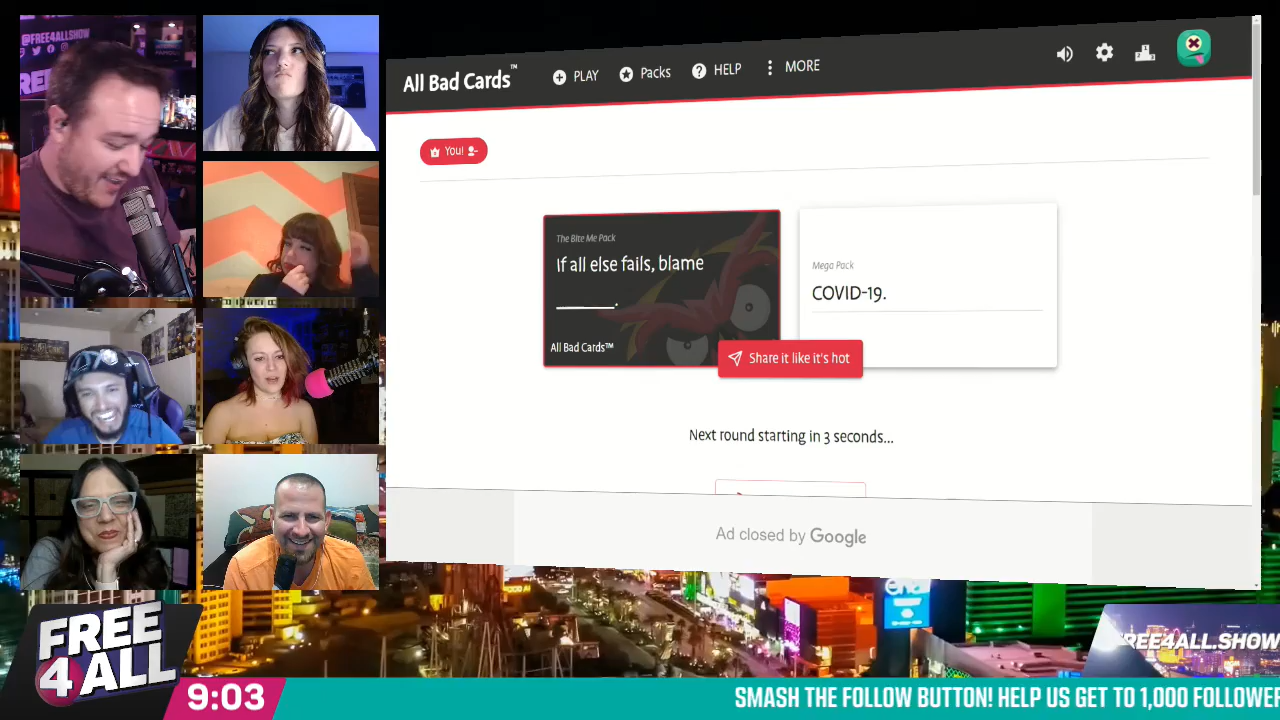 @FREE4ALLSHOW
FREE
All Bad Cards™
PLAY
Packs
HELP
MORE
You!
The Bite Me Pack
If all else fails, blame
______.
All Bad Cards™
Mega Pack
COVID-19.
Share it like it's hot
Next round starting in 3 seconds...
Ad closed by Google
FREE
4 ALL
9:03
FREE4ALL.SHOW
SMASH THE FOLLOW BUTTON! HELP US GET TO 1,000 FOLLOWER